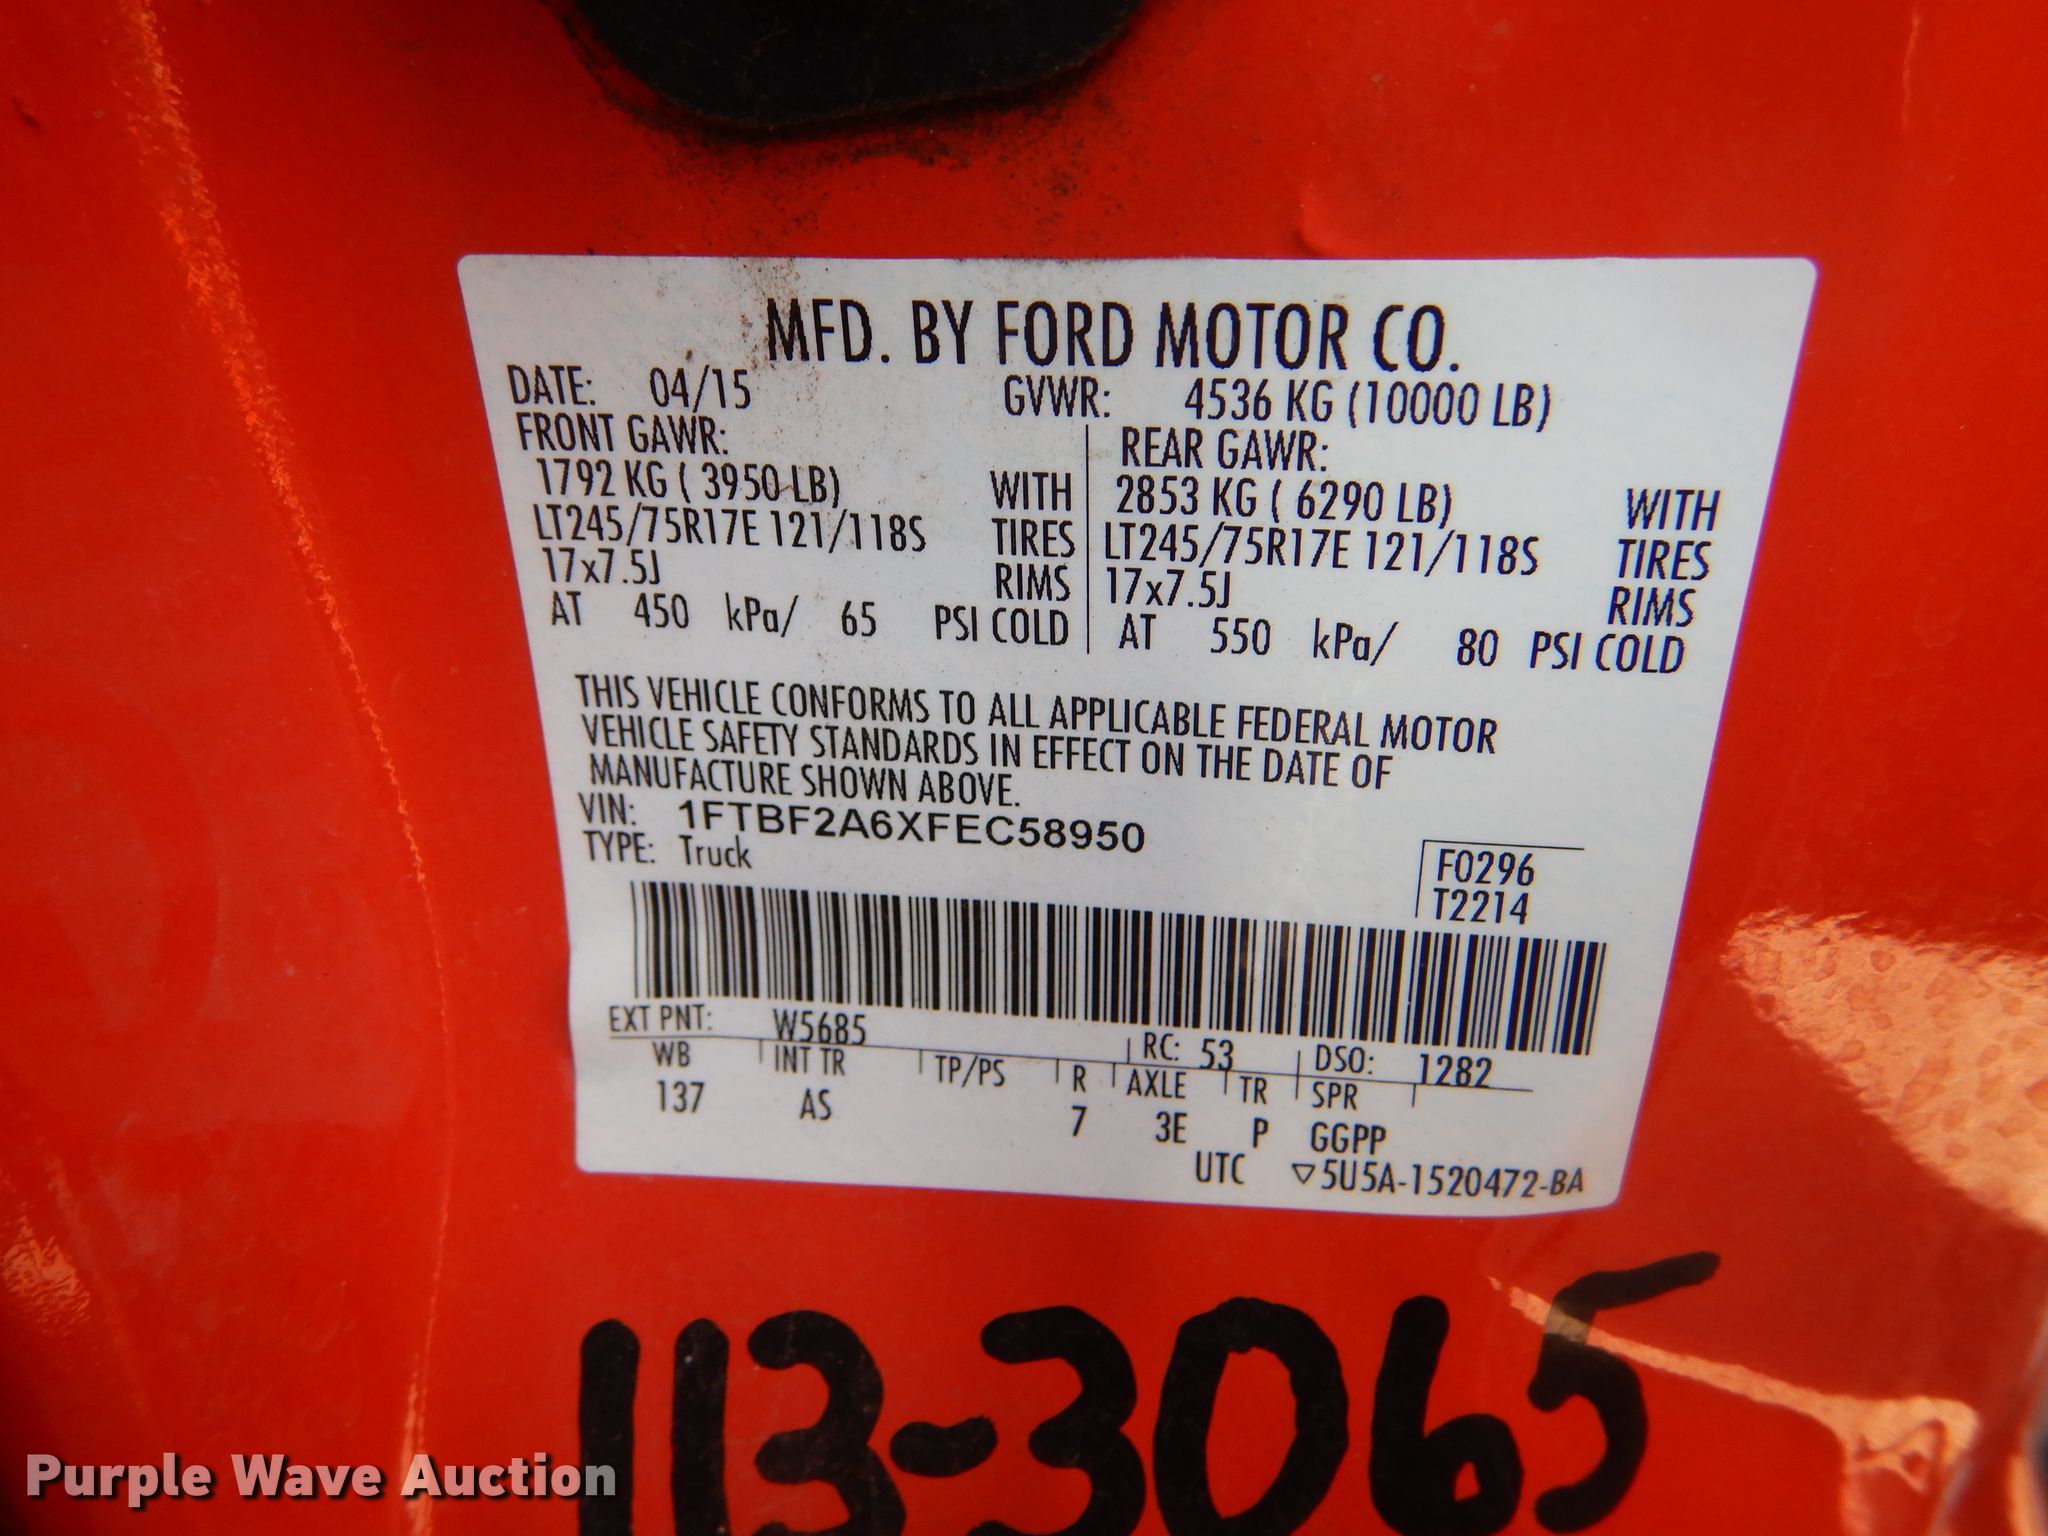 MFD. BY FORD MOTOR CO.
DATE: 04/15 GVWR: 4536 KG (10000 LB)
FRONT GAWR: REAR GAWR:
1792 KG ( 3950 LB) WITH 2853 KG ( 6290 LB) WITH
LT245/75R17E 121/118S TIRES LT245/75R17E 121/118S TIRES
17x7.5J RIMS 17x7.5J RIMS
AT 450 kPa/ 65 PSI COLD AT 550 kPa/ 80 PSI COLD
THIS VEHICLE CONFORMS TO ALL APPLICABLE FEDERAL MOTOR
VEHICLE SAFETY STANDARDS IN EFFECT ON THE DATE OF
MANUFACTURE SHOWN ABOVE.
VIN: 1FTBF2A6XFEC58950
TYPE: Truck
F0296
T2214
EXT PNT: W5685 RC: 53 DSO: 1282
WB INT TR TP/PS R AXLE TR SPR
137 AS 7 3E P GGPP
UTC ▽5U5A-1520472-BA
113-3065
Purple Wave Auction